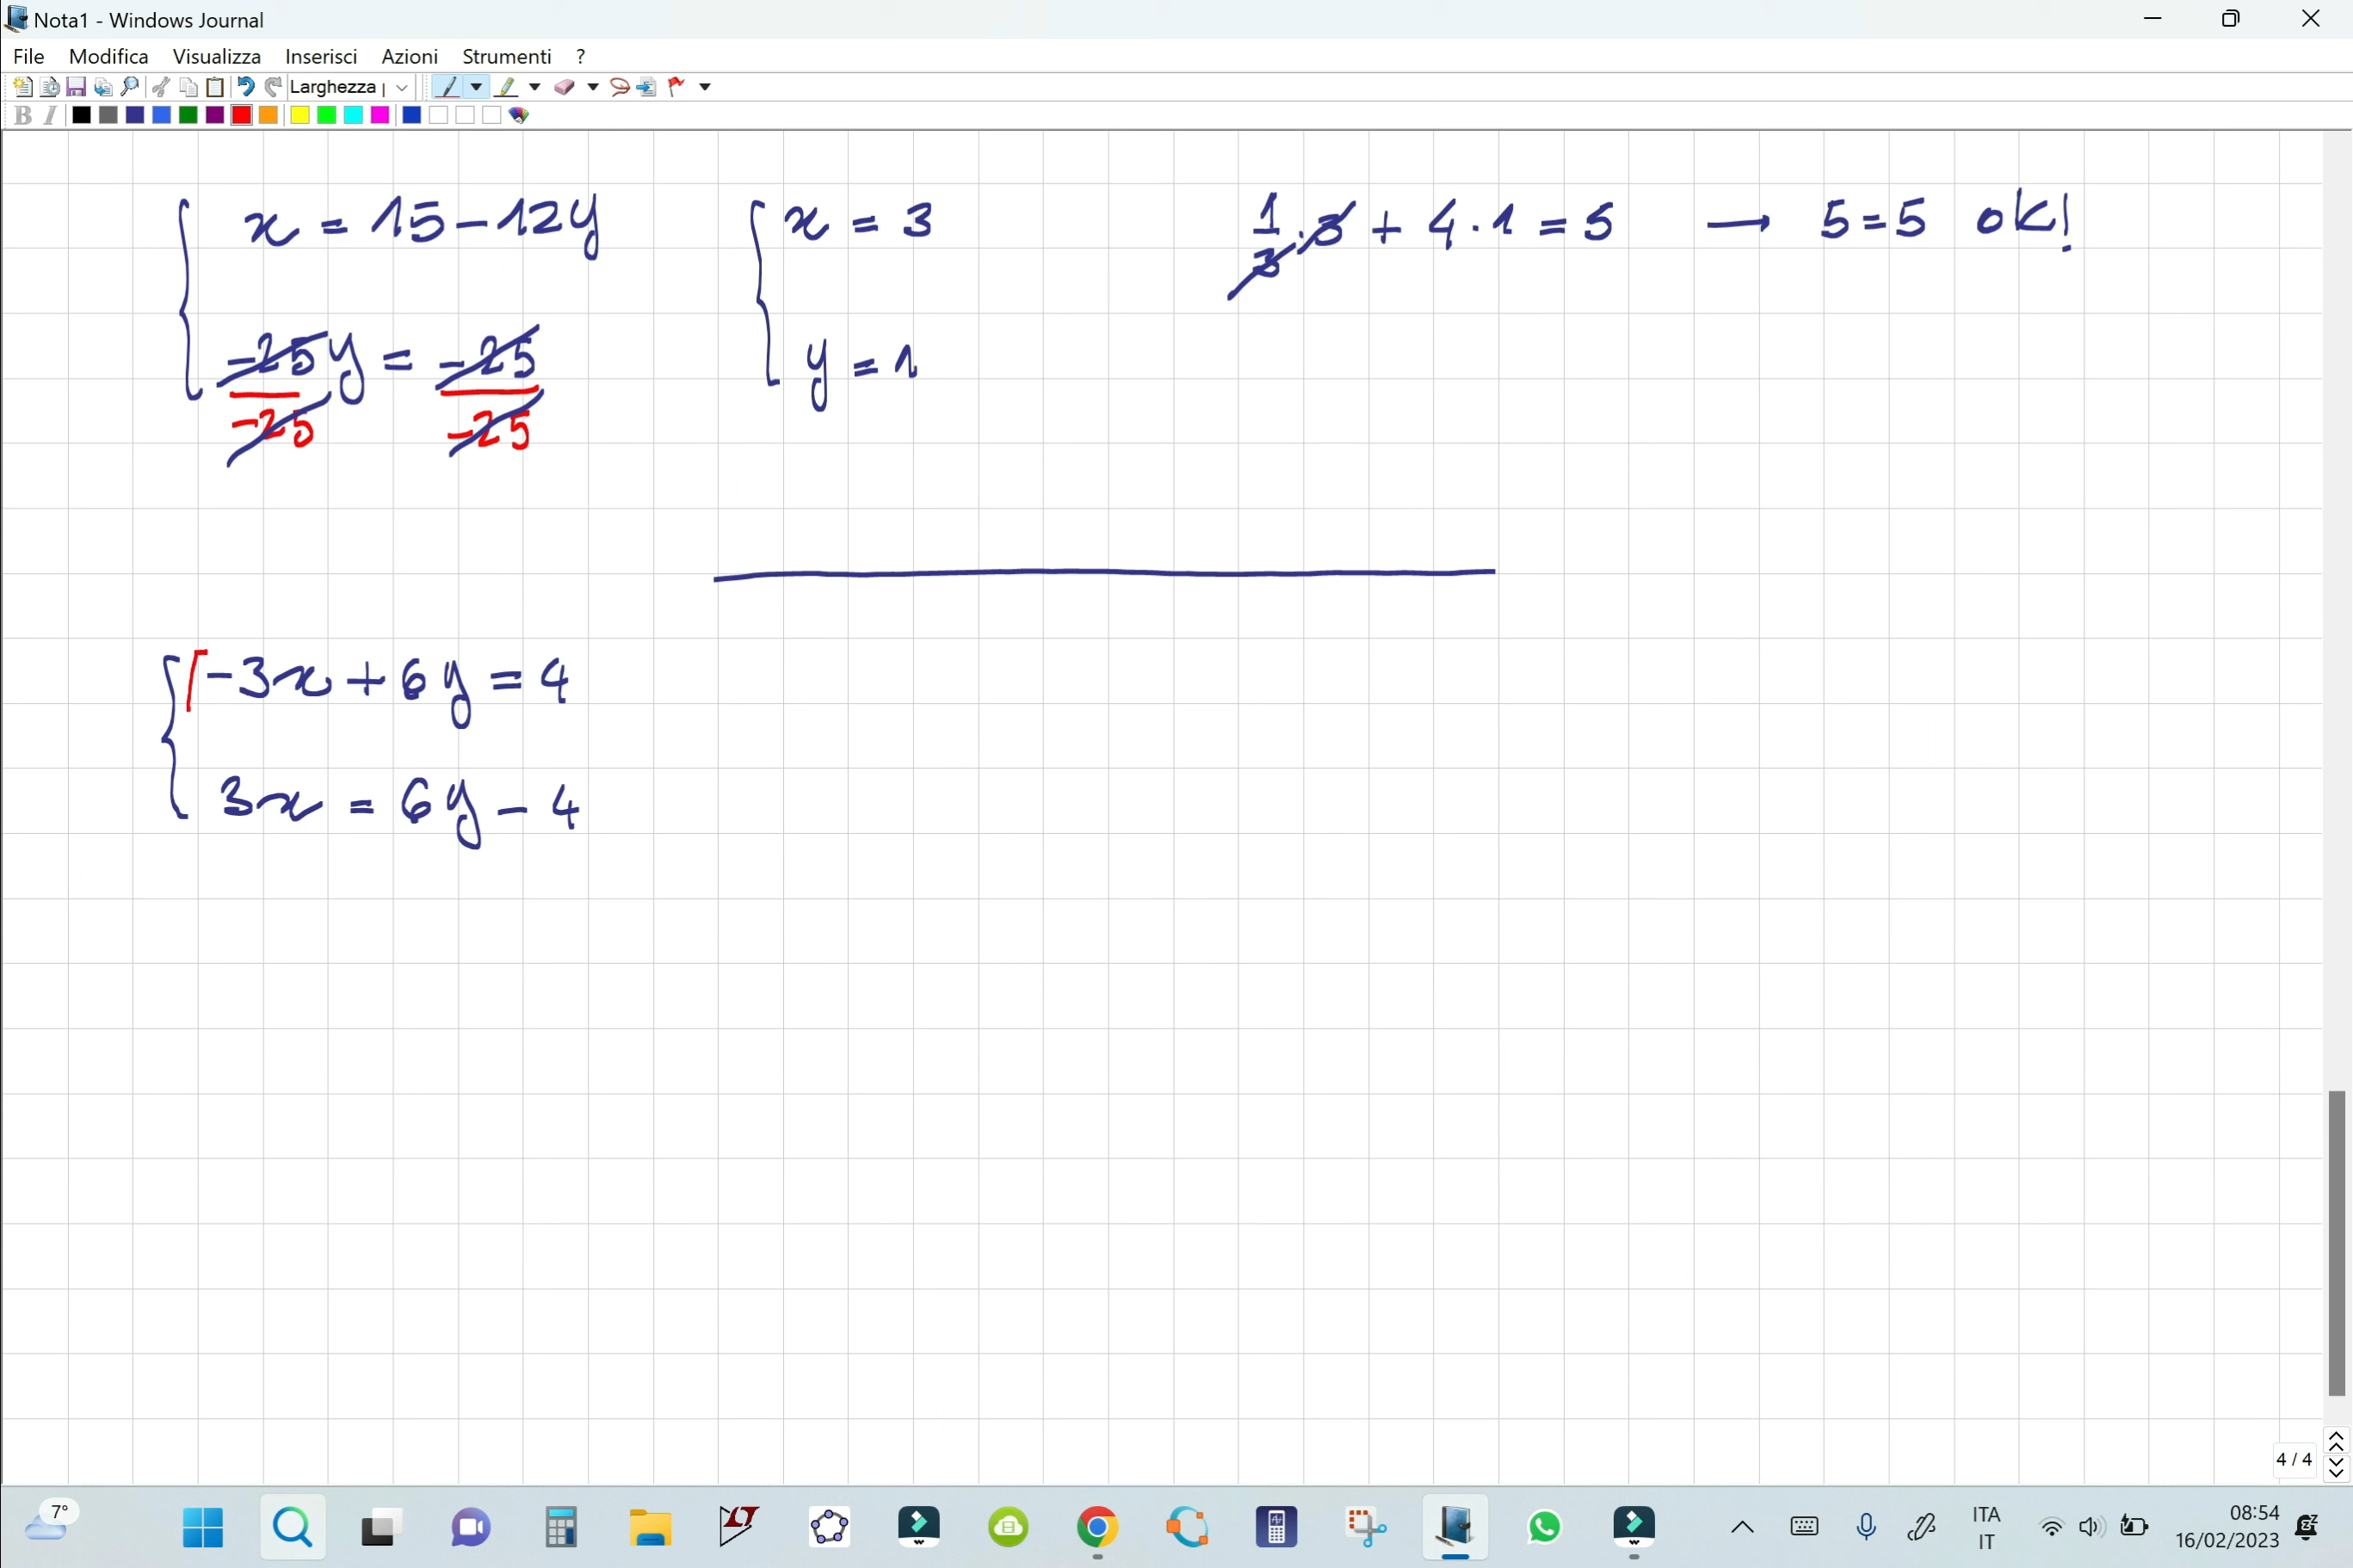 Nota1 - Windows Journal
File Modifica Visualizza Inserisci Azioni Strumenti ?
Larghezza
B I
x = 15 - 12y
x = 3
1/3 · 3 + 4 · 1 = 5 → 5 = 5 ok!
-25y = -25
y = 1
-25 -25
-3x + 6y = 4
3x = 6y - 4
4 / 4
7°
ITA
IT
08:54
16/02/2023